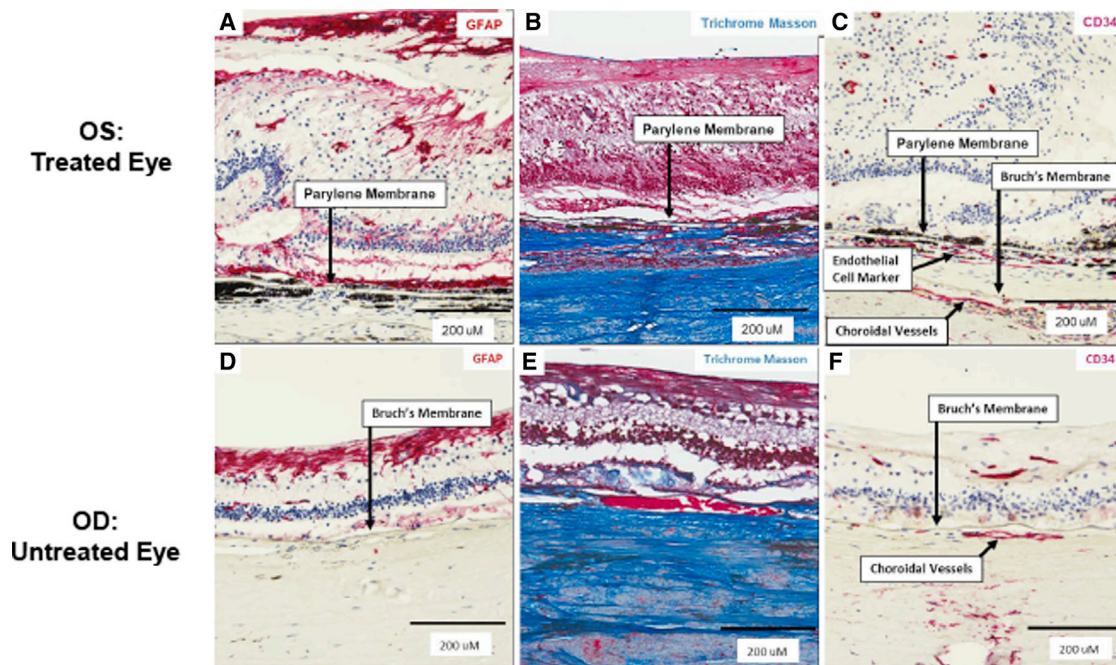 OS:
Treated Eye
A
GFAP
Parylene Membrane
200 uM
B
Trichrome Masson
Parylene Membrane
200 uM
C
CD34
Parylene Membrane
Bruch's Membrane
Endothelial
Cell Marker
Choroidal Vessels
200 uM
OD:
Untreated Eye
D
GFAP
Bruch's Membrane
200 uM
E
Trichrome Masson
200 uM
F
CD34
Bruch's Membrane
Choroidal Vessels
200 uM